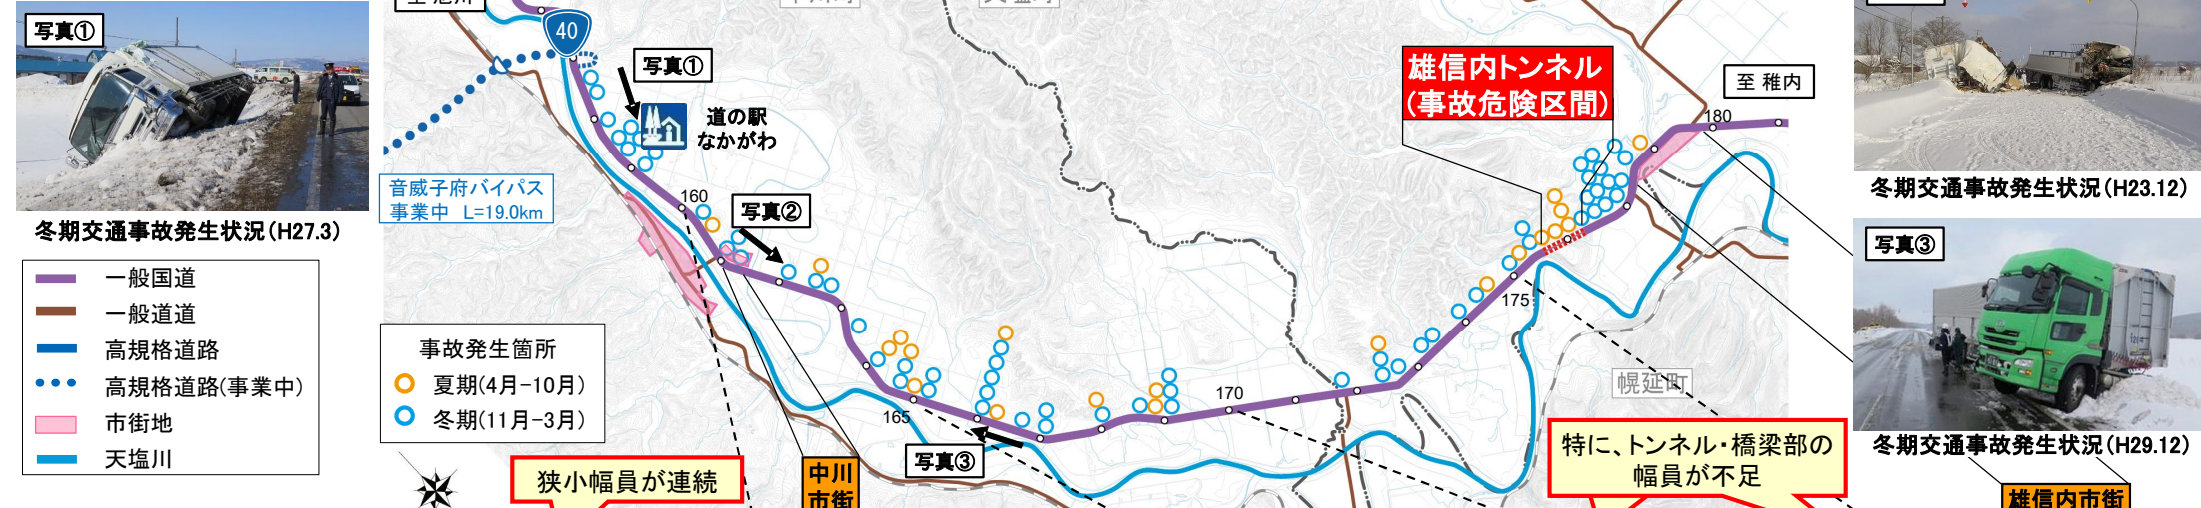 写真①
冬期交通事故発生状況(H27.3)
一般国道
一般道道
高規格道路
高規格道路(事業中)
市街地
天塩川
40
写真①
道の駅
なかがわ
音威子府バイパス
事業中 L=19.0km
160
写真②
事故発生箇所
夏期(4月-10月)
冬期(11月-3月)
165
写真③
170
175
180
狭小幅員が連続
中川
市街
雄信内トンネル
(事故危険区間)
至 稚内
幌延町
特に、トンネル・橋梁部の
幅員が不足
冬期交通事故発生状況(H23.12)
写真③
冬期交通事故発生状況(H29.12)
雄信内市街